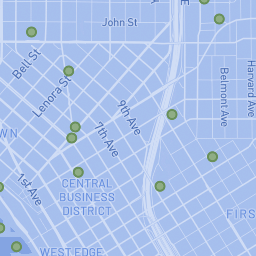 John St
Bell St
Lenora St
9th Ave
7th Ave
Belmont Ave
Harvard Ave
1st Ave
CENTRAL
BUSINESS
DISTRICT
WEST EDGE